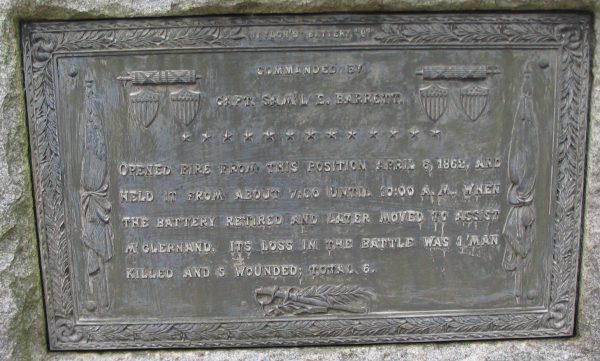 TAYLOR'S BATTERY "B"
COMMANDED BY
CAPT. SAM'L E. BARRETT.
OPENED FIRE FROM THIS POSITION APRIL 6, 1862, AND
HELD IT FROM ABOUT UNTIL 10:00 A.M. WHEN
THE BATTERY RETIRED AND LATER MOVED TO ASSIST
McCLERNAND. ITS LOSS IN THE BATTLE WAS 1 MAN
KILLED AND 5 WOUNDED; TOTAL 6.